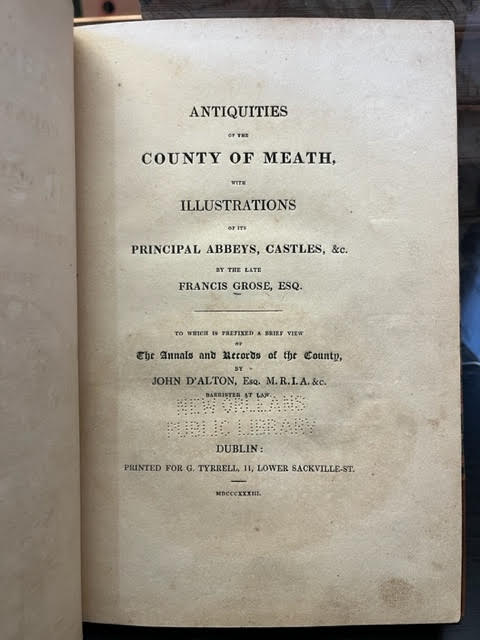 ANTIQUITIES
OF THE
COUNTY OF MEATH,
WITH
ILLUSTRATIONS
OF ITS
PRINCIPAL ABBEYS, CASTLES, &c.
BY THE LATE
FRANCIS GROSE, ESQ.
TO WHICH IS PREFIXED A BRIEF VIEW
OF
The Annals and Records of the County,
BY
JOHN D'ALTON, Esq. M.R.I.A. &c.
BARRISTER AT LAW.
NEW ORLEANS
PUBLIC LIBRARY
DUBLIN:
PRINTED FOR G. TYRRELL, 11, LOWER SACKVILLE-ST.
MDCCCXXXIII.